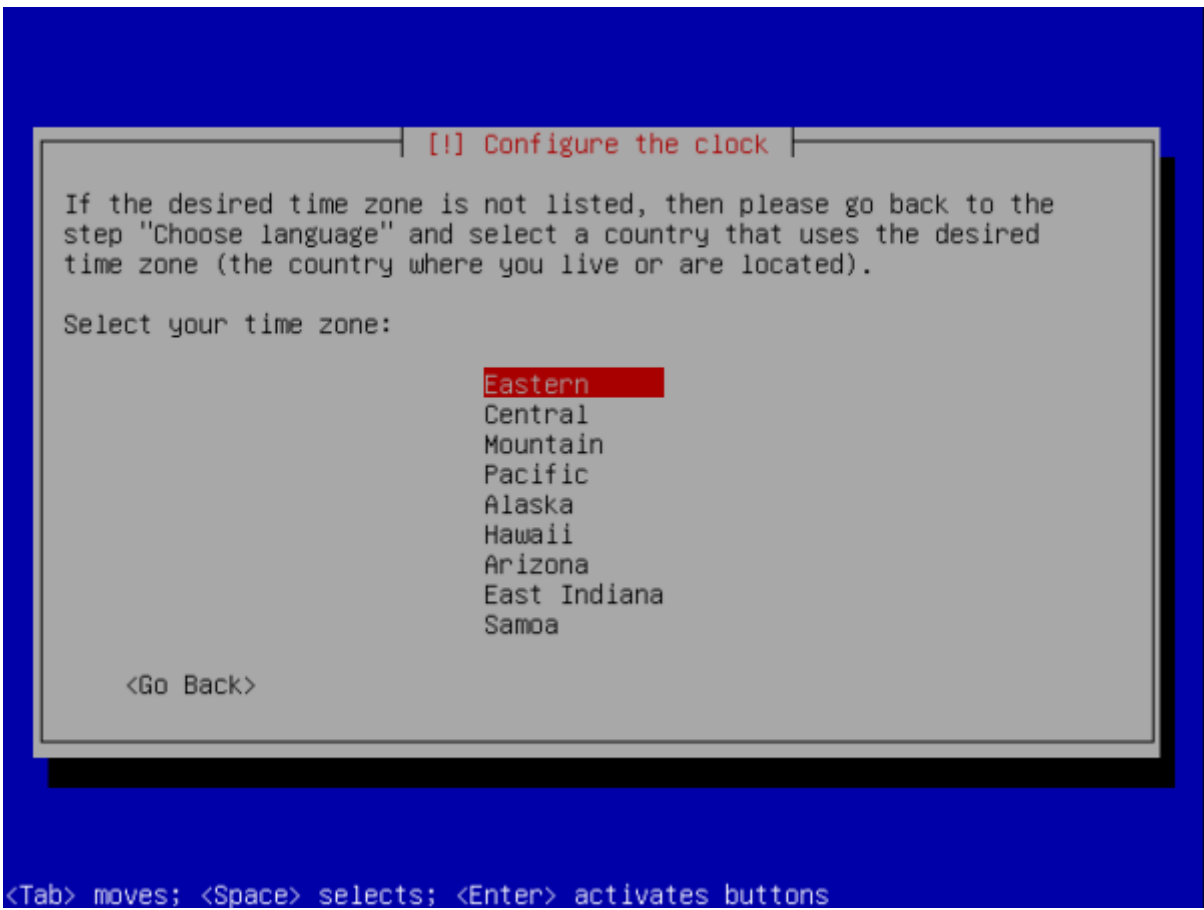 [!] Configure the clock
If the desired time zone is not listed, then please go back to the
step "Choose language" and select a country that uses the desired
time zone (the country where you live or are located).
Select your time zone:
Eastern
Central
Mountain
Pacific
Alaska
Hawaii
Arizona
East Indiana
Samoa
<Go Back>
<Tab> moves; <Space> selects; <Enter> activates buttons